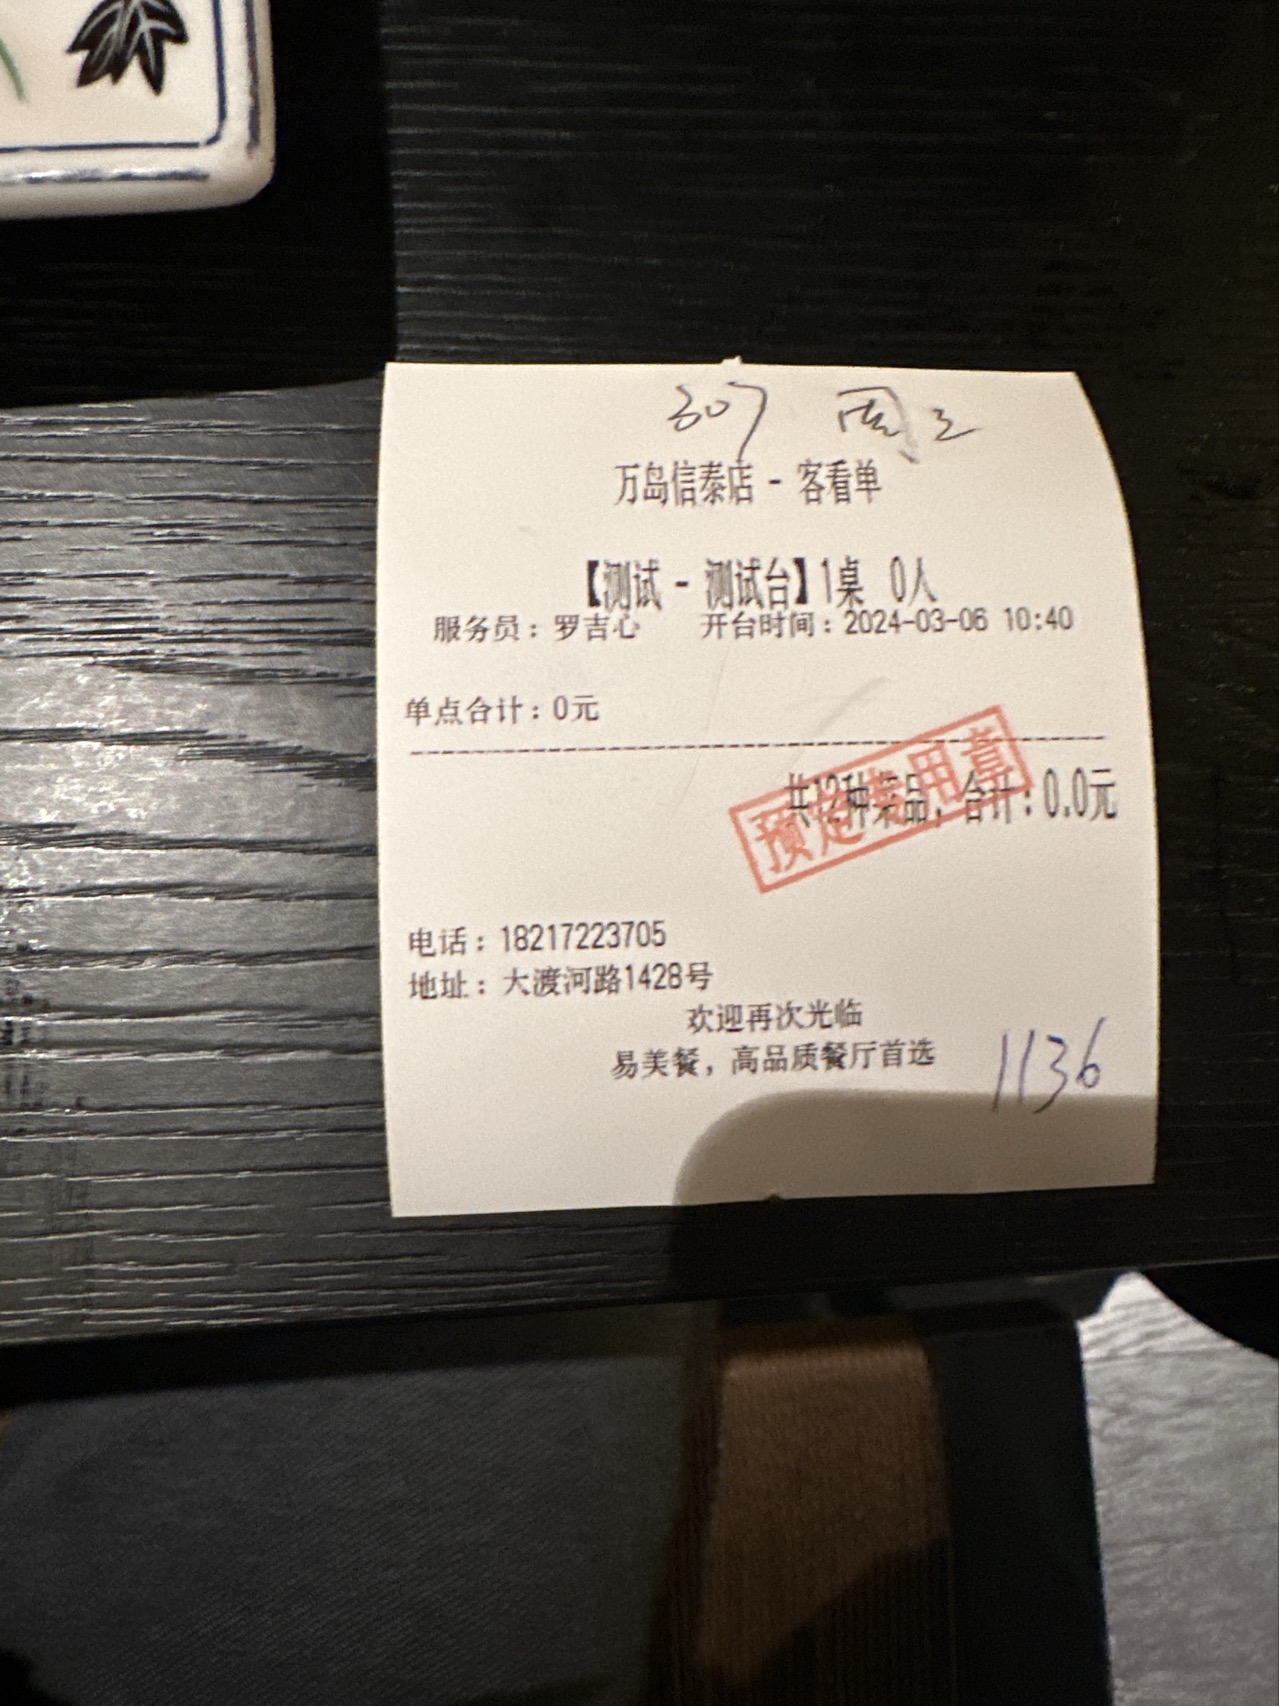 307 周三
万岛信泰店 - 客看单
【测试 - 测试台】1桌 0人
服务员：罗吉心 开台时间：2024-03-06 10:40
单点合计：0元
共12种菜品，合计：0.0元
预定专用章
电话：18217223705
地址：大渡河路1428号
欢迎再次光临
易美餐，高品质餐厅首选
1136